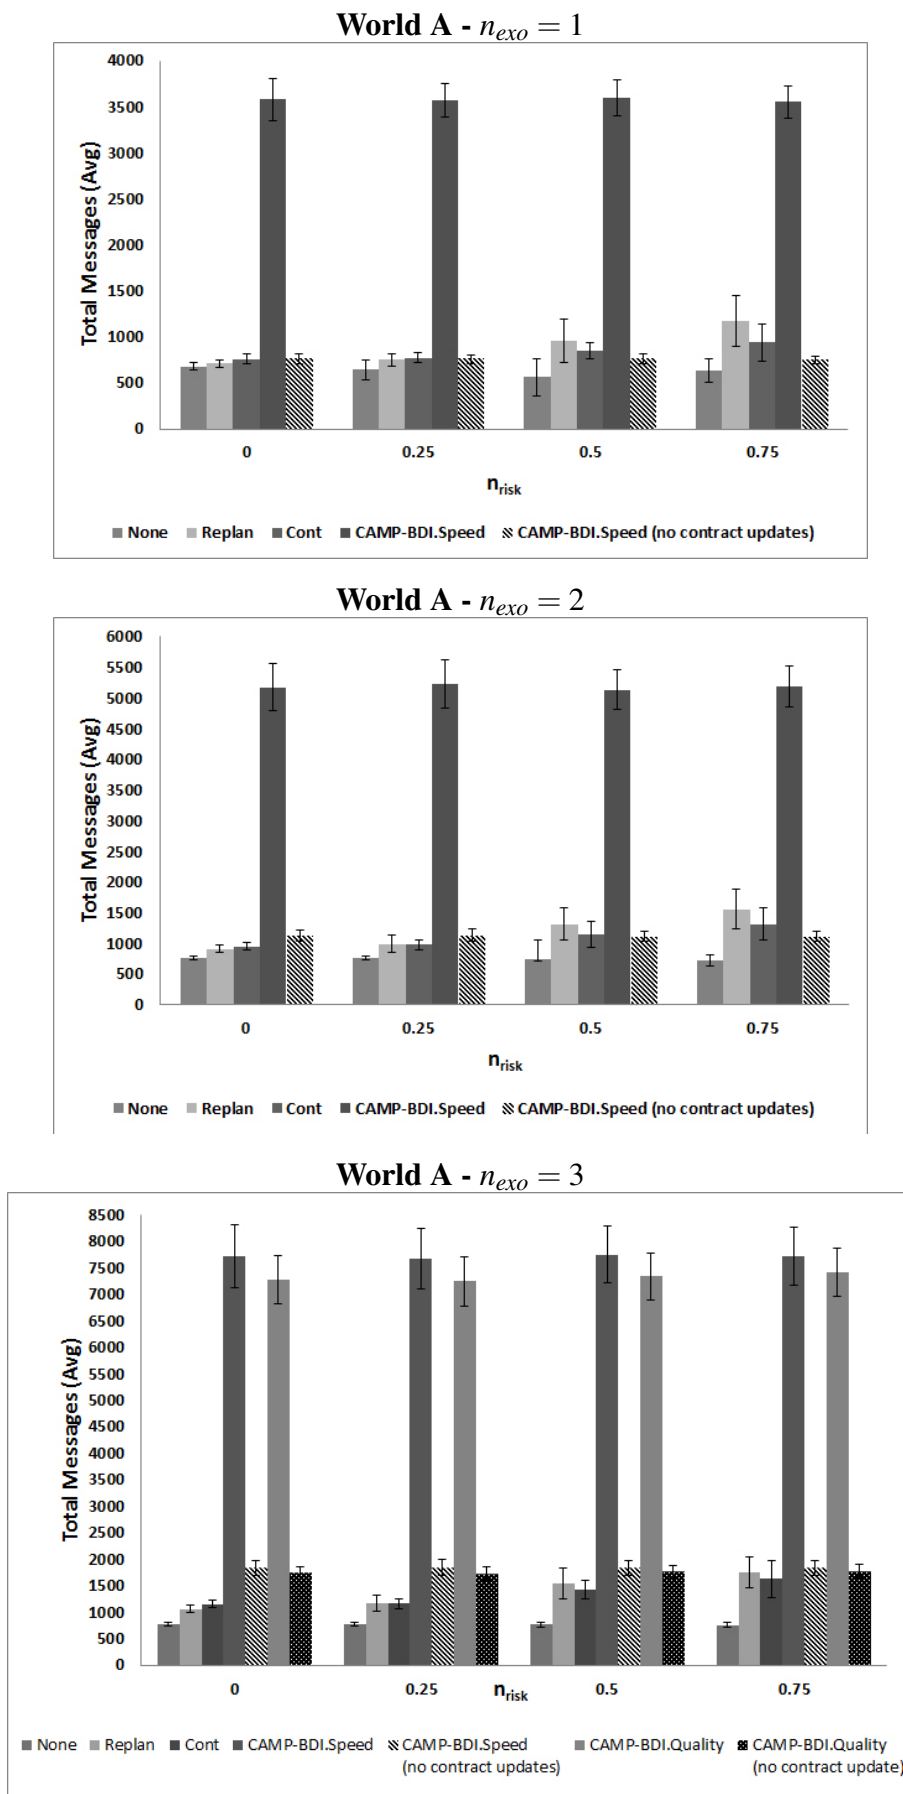 World A - n_exo = 1
4000
3500
3000
2500
2000
1500
1000
500
0
Total Messages (Avg)
0 0.25 0.5 0.75
n_risk
None Replan Cont CAMP-BDI.Speed CAMP-BDI.Speed (no contract updates)
World A - n_exo = 2
6000
5500
5000
4500
4000
3500
3000
2500
2000
1500
1000
500
0
Total Messages (Avg)
0 0.25 0.5 0.75
n_risk
None Replan Cont CAMP-BDI.Speed CAMP-BDI.Speed (no contract updates)
World A - n_exo = 3
8500
8000
7500
7000
6500
6000
5500
5000
4500
4000
3500
3000
2500
2000
1500
1000
500
0
Total Messages (Avg)
0 0.25 n_risk 0.5 0.75
None Replan Cont CAMP-BDI.Speed CAMP-BDI.Speed CAMP-BDI.Quality CAMP-BDI.Quality
(no contract updates) (no contract update)